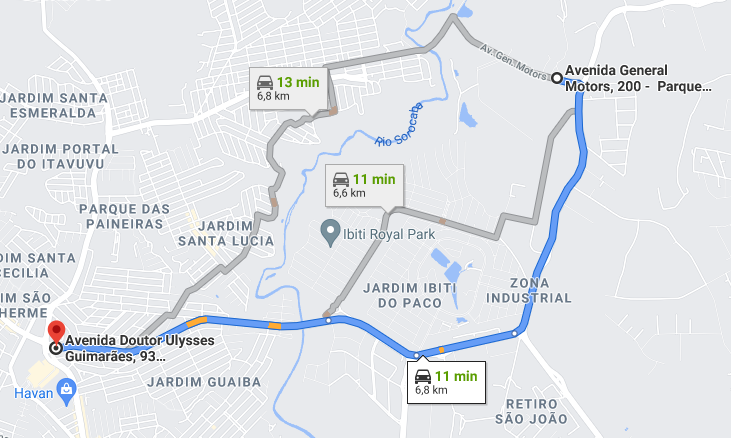 Av. Gen. Motors
Avenida General
Motors, 200 - Parque...
13 min
6,8 km
JARDIM SANTA
ESMERALDA
Rio Sorocaba
JARDIM PORTAL
DO ITAVUVU
11 min
6,6 km
PARQUE DAS
PAINEIRAS
JARDIM
SANTA LUCIA
Ibiti Royal Park
SANTA
CECILIA
JARDIM IBITI
DO PACO
ZONA
INDUSTRIAL
IM SÃO
HERME
Avenida Doutor Ulysses
Guimarães, 93...
11 min
6,8 km
JARDIM GUAIBA
Havan
RETIRO
SÃO JOÃO